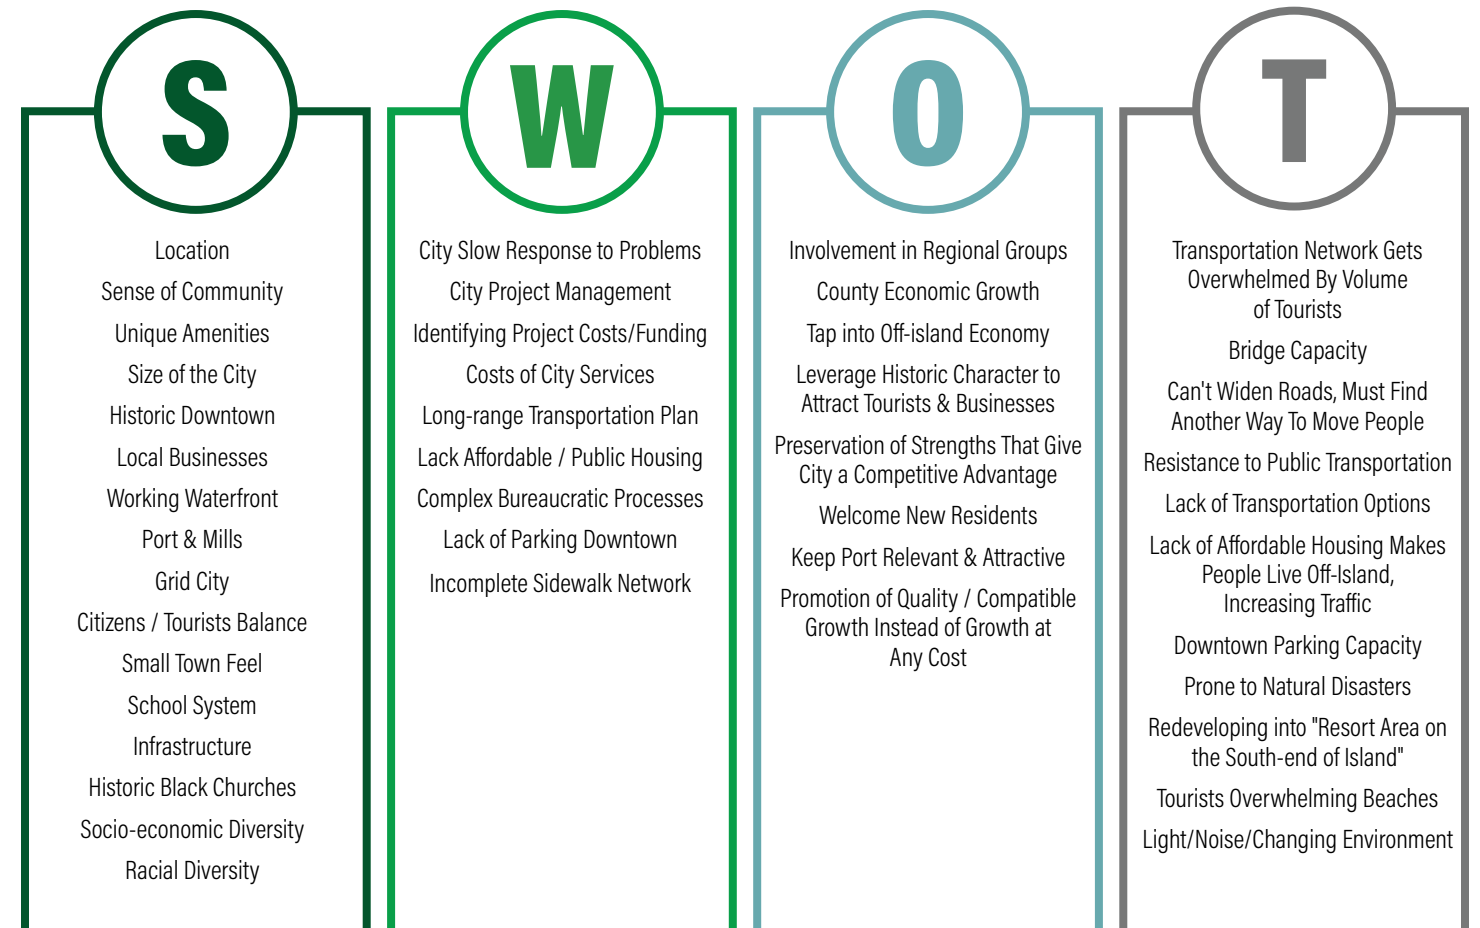 S
Location
Sense of Community
Unique Amenities
Size of the City
Historic Downtown
Local Businesses
Working Waterfront
Port & Mills
Grid City
Citizens / Tourists Balance
Small Town Feel
School System
Infrastructure
Historic Black Churches
Socio-economic Diversity
Racial Diversity
W
City Slow Response to Problems
City Project Management
Identifying Project Costs/Funding
Costs of City Services
Long-range Transportation Plan
Lack Affordable / Public Housing
Complex Bureaucratic Processes
Lack of Parking Downtown
Incomplete Sidewalk Network
O
Involvement in Regional Groups
County Economic Growth
Tap into Off-island Economy
Leverage Historic Character to
Attract Tourists & Businesses
Preservation of Strengths That Give
City a Competitive Advantage
Welcome New Residents
Keep Port Relevant & Attractive
Promotion of Quality / Compatible
Growth Instead of Growth at
Any Cost
T
Transportation Network Gets
Overwhelmed By Volume
of Tourists
Bridge Capacity
Can't Widen Roads, Must Find
Another Way To Move People
Resistance to Public Transportation
Lack of Transportation Options
Lack of Affordable Housing Makes
People Live Off-Island,
Increasing Traffic
Downtown Parking Capacity
Prone to Natural Disasters
Redeveloping into "Resort Area on
the South-end of Island"
Tourists Overwhelming Beaches
Light/Noise/Changing Environment